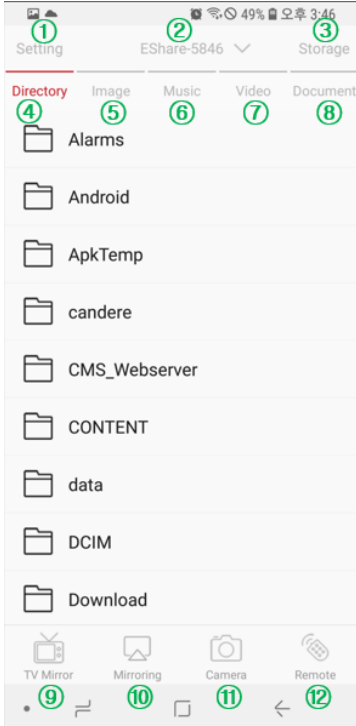 49% 오후 3:46
① ② ③
Setting EShare-5846 Storage
Directory Image Music Video Document
④ ⑤ ⑥ ⑦ ⑧
Alarms
Android
ApkTemp
candere
CMS_Webserver
CONTENT
data
DCIM
Download
TV Mirror Mirroring Camera Remote
⑨ ⑩ ⑪ ⑫